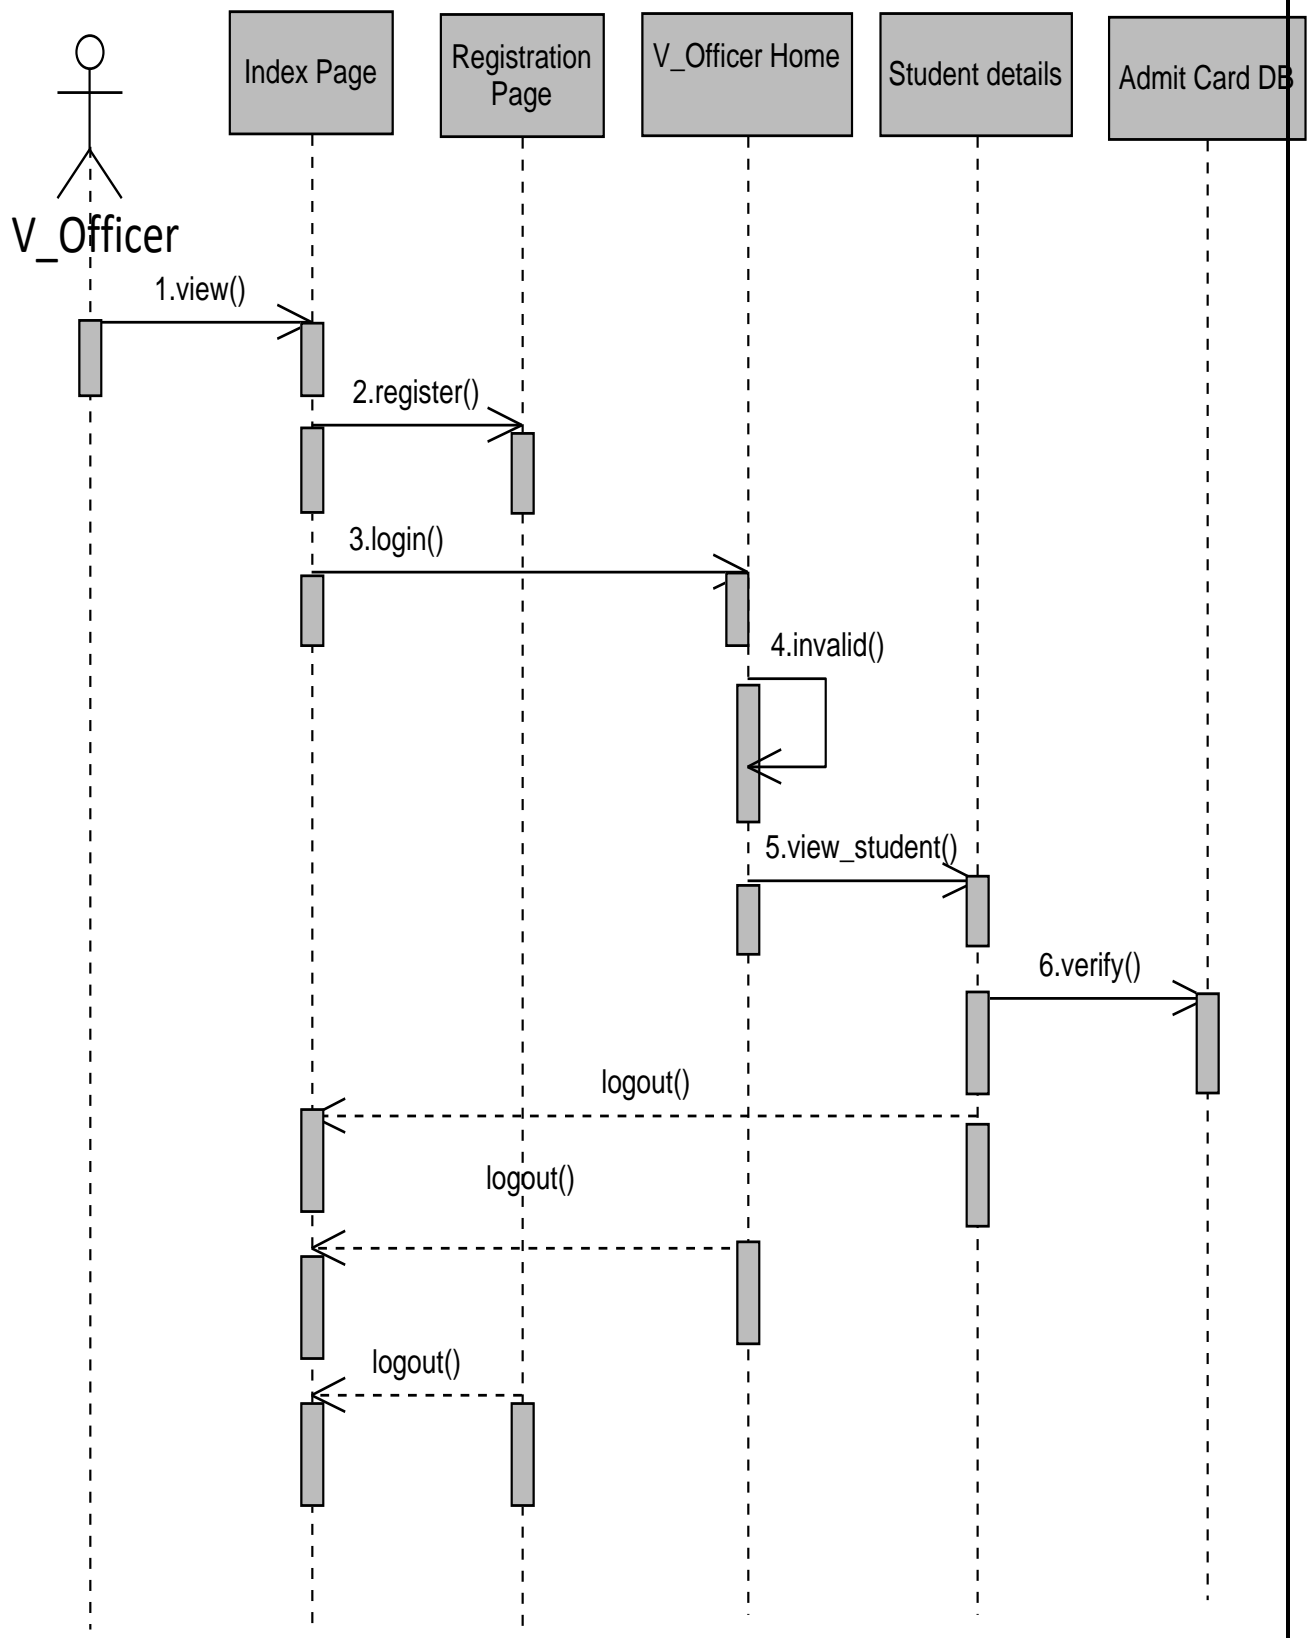 Index Page
Registration
Page
V_Officer Home
Student details
Admit Card DB
V_Officer
1.view()
2.register()
3.login()
4.invalid()
5.view_student()
6.verify()
logout()
logout()
logout()